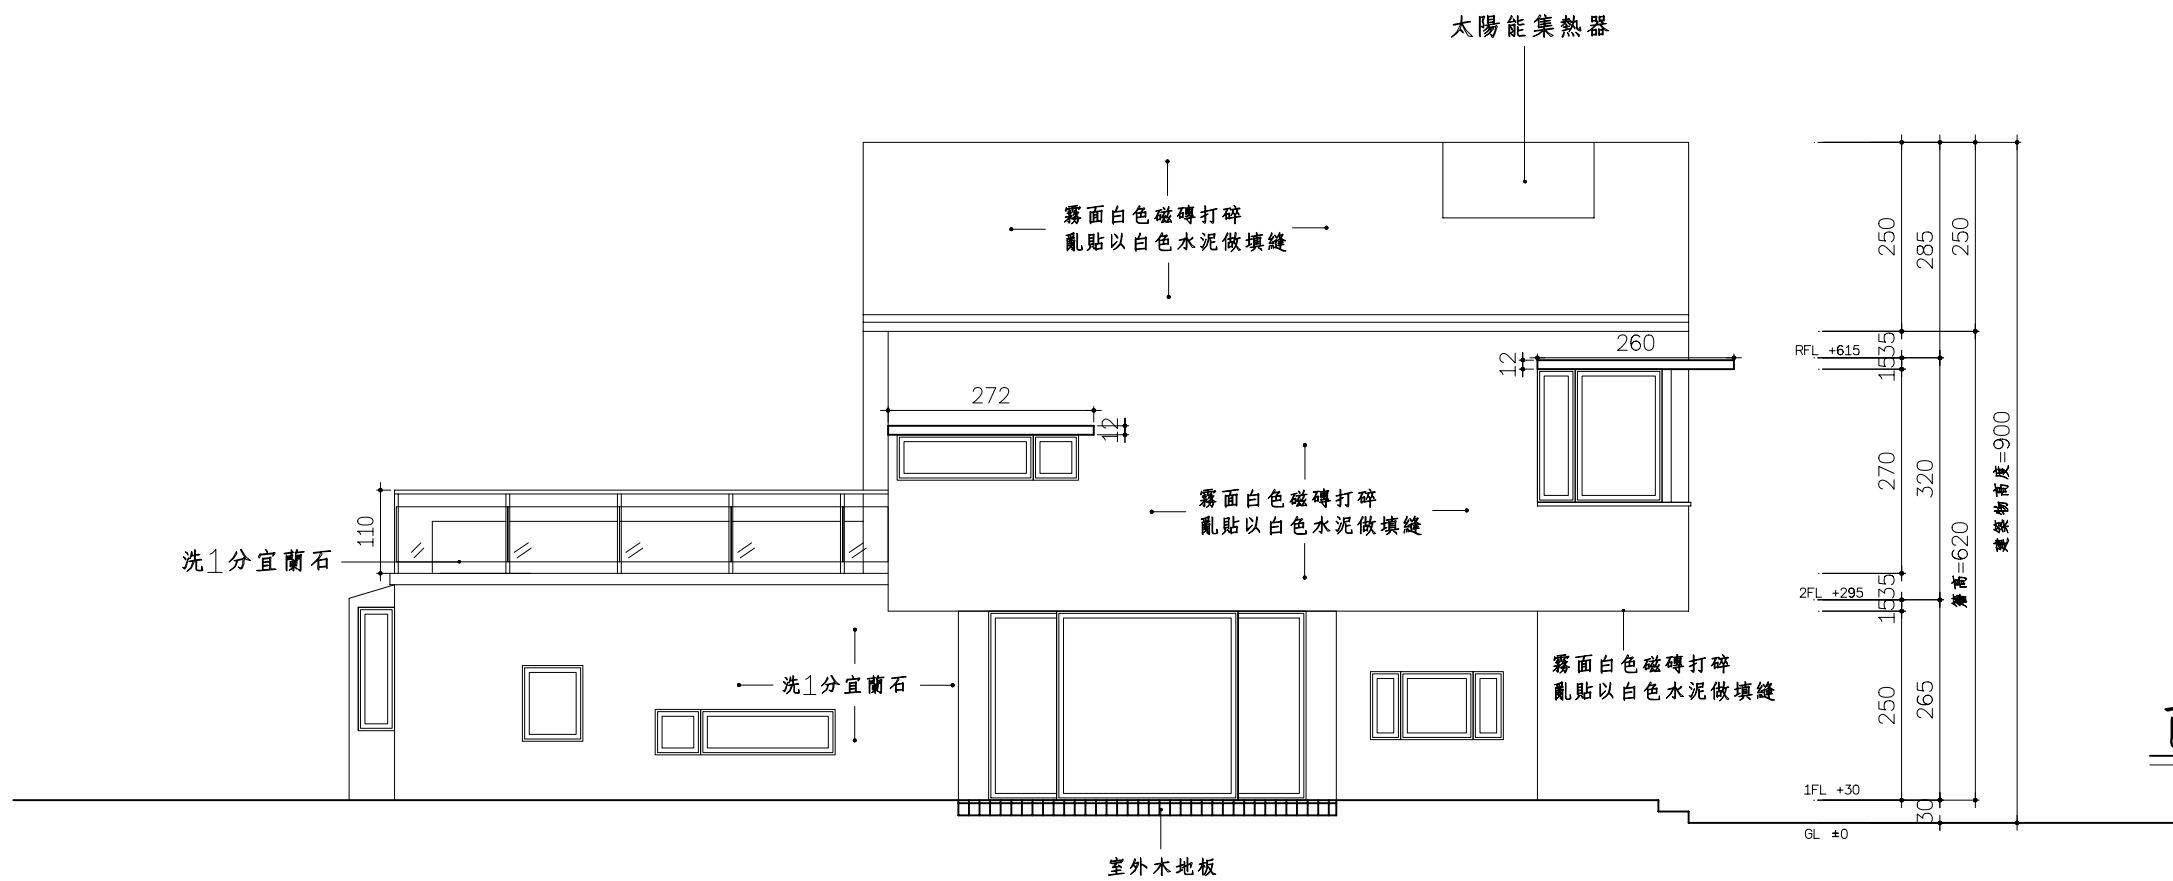 太陽能集熱器
霧面白色磁磚打碎
亂貼以白色水泥做填縫
250
285
250
RFL +615
35
15
260
12
272
12
270
320
建築物高度=900
簷高=620
霧面白色磁磚打碎
亂貼以白色水泥做填縫
110
洗1分宜蘭石
2FL +295
35
15
洗1分宜蘭石
霧面白色磁磚打碎
亂貼以白色水泥做填縫
250
265
1FL +30
30
GL ±0
室外木地板